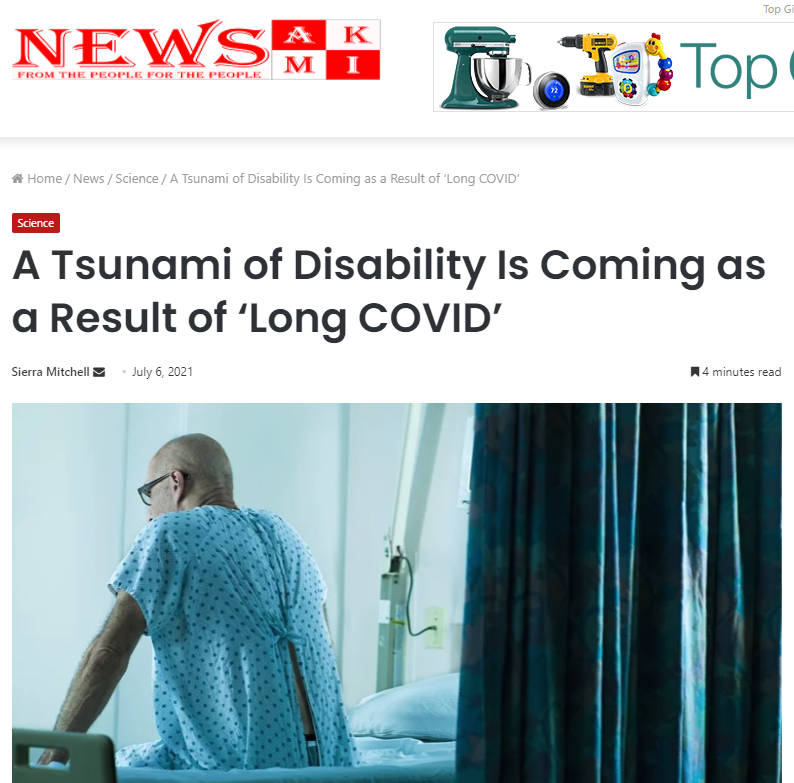 Top Gi
NEWS
A K
M I
FROM THE PEOPLE FOR THE PEOPLE
72
Top
Home / News / Science / A Tsunami of Disability Is Coming as a Result of ‘Long COVID’
Science
A Tsunami of Disability Is Coming as
a Result of ‘Long COVID’
Sierra Mitchell • July 6, 2021 4 minutes read